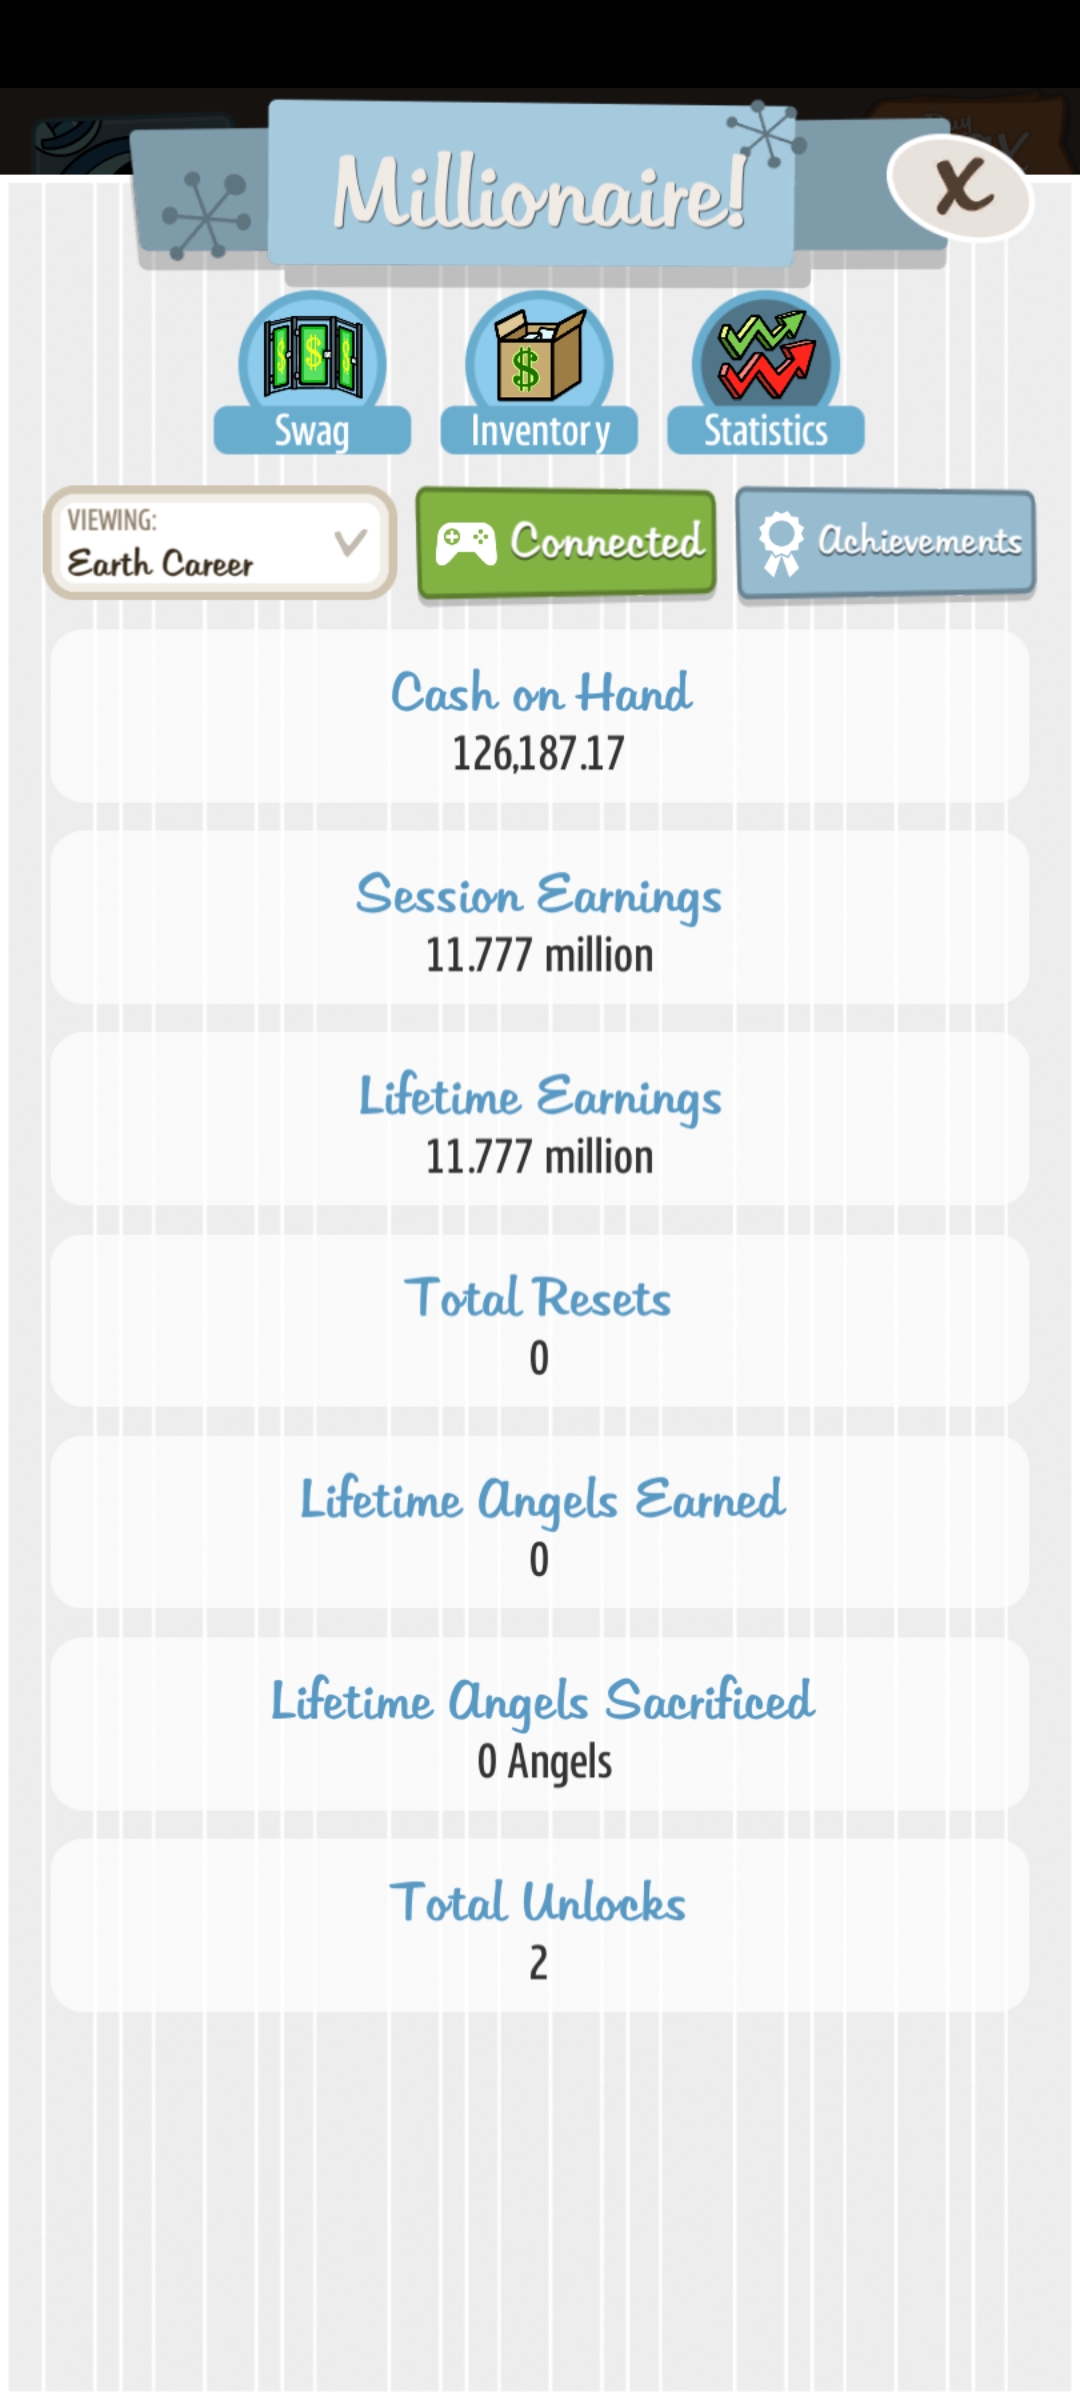 Millionaire!
X
Swag
Inventory
Statistics
VIEWING:
Earth Career
Connected
Achievements
Cash on Hand
126,187.17
Session Earnings
11.777 million
Lifetime Earnings
11.777 million
Total Resets
0
Lifetime Angels Earned
0
Lifetime Angels Sacrificed
0 Angels
Total Unlocks
2